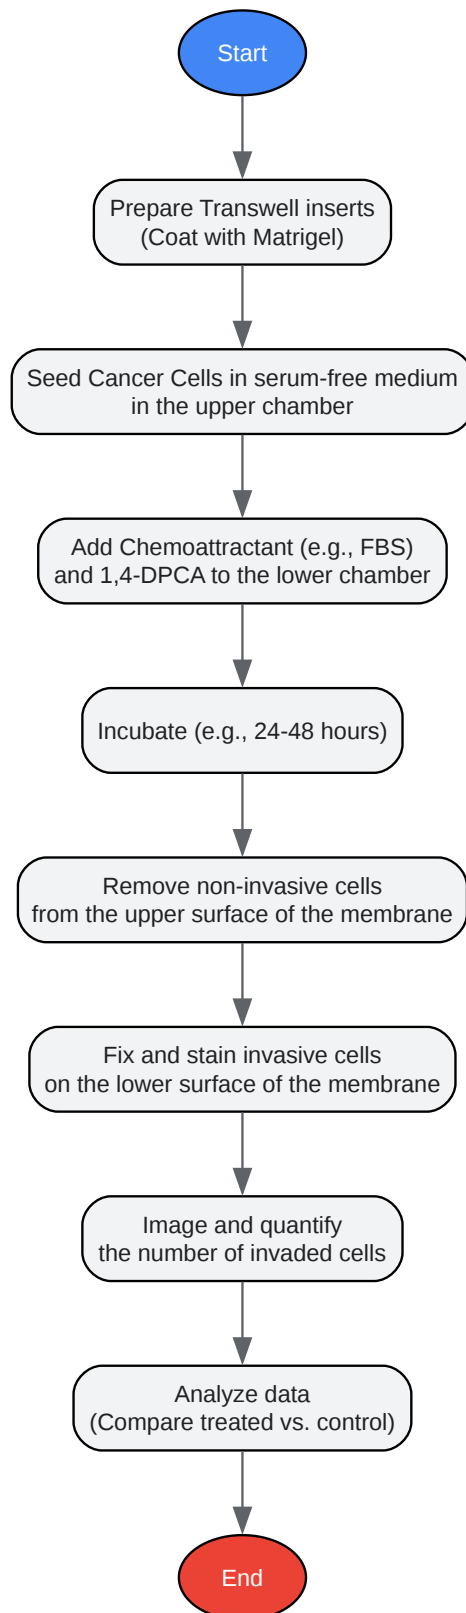 Start
Prepare Transwell inserts
(Coat with Matrigel)
Seed Cancer Cells in serum-free medium
in the upper chamber
Add Chemoattractant (e.g., FBS)
and 1,4-DPCA to the lower chamber
Incubate (e.g., 24-48 hours)
Remove non-invasive cells
from the upper surface of the membrane
Fix and stain invasive cells
on the lower surface of the membrane
Image and quantify
the number of invaded cells
Analyze data
(Compare treated vs. control)
End